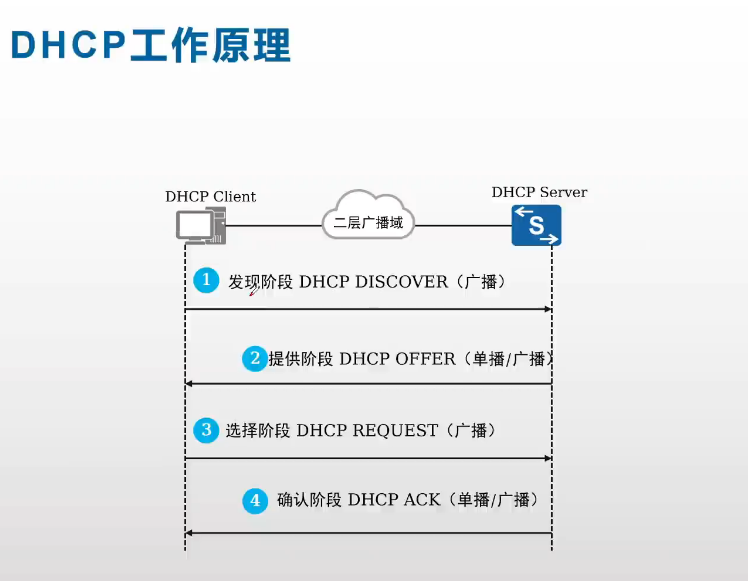 DHCP工作原理
DHCP Client
DHCP Server
二层广播域
S
1 发现阶段 DHCP DISCOVER（广播）
2 提供阶段 DHCP OFFER（单播/广播）
3 选择阶段 DHCP REQUEST（广播）
4 确认阶段 DHCP ACK（单播/广播）